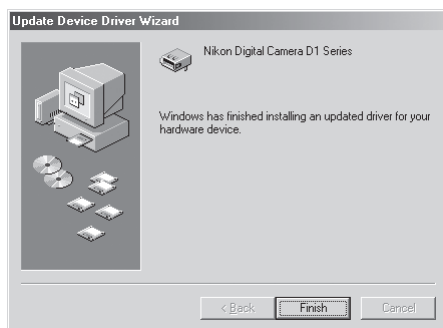 Update Device Driver Wizard
Nikon Digital Camera D1 Series
Windows has finished installing an updated driver for your
hardware device.
< Back
Finish
Cancel